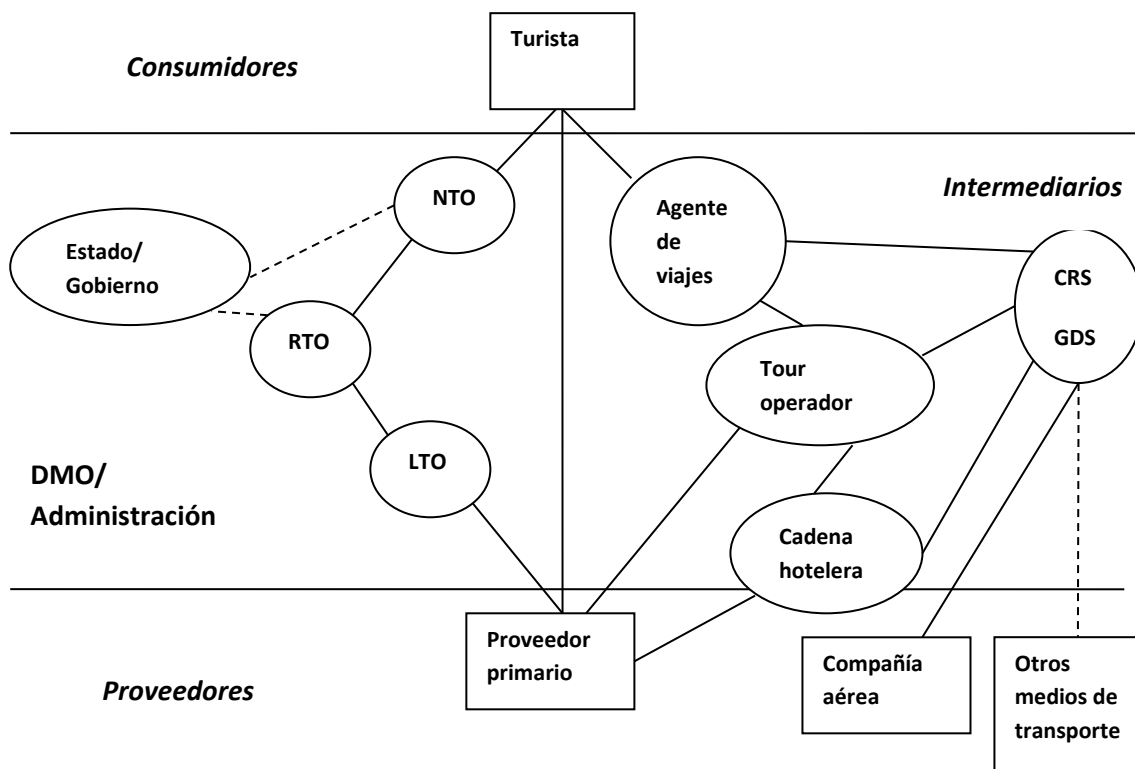 Turista
Consumidores
NTO
Intermediarios
Agente
de
viajes
Estado/
Gobierno
CRS
GDS
RTO
Tour
operador
LTO
DMO/
Administración
Cadena
hotelera
Proveedor
primario
Compañía
aérea
Otros
medios de
transporte
Proveedores